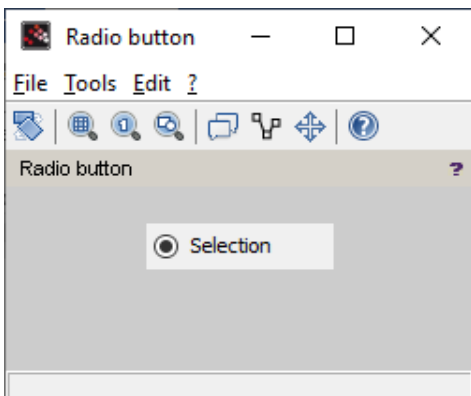 Radio button
File Tools Edit ?
Radio button ?
Selection